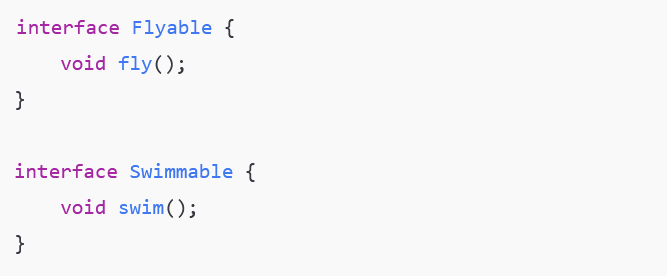 interface Flyable {
    void fly();
}

interface Swimmable {
    void swim();
}